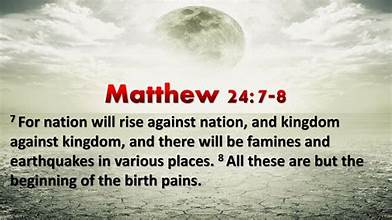 Matthew 24:7-8
7 For nation will rise against nation, and kingdom
against kingdom, and there will be famines and
earthquakes in various places. 8 All these are but the
beginning of the birth pains.